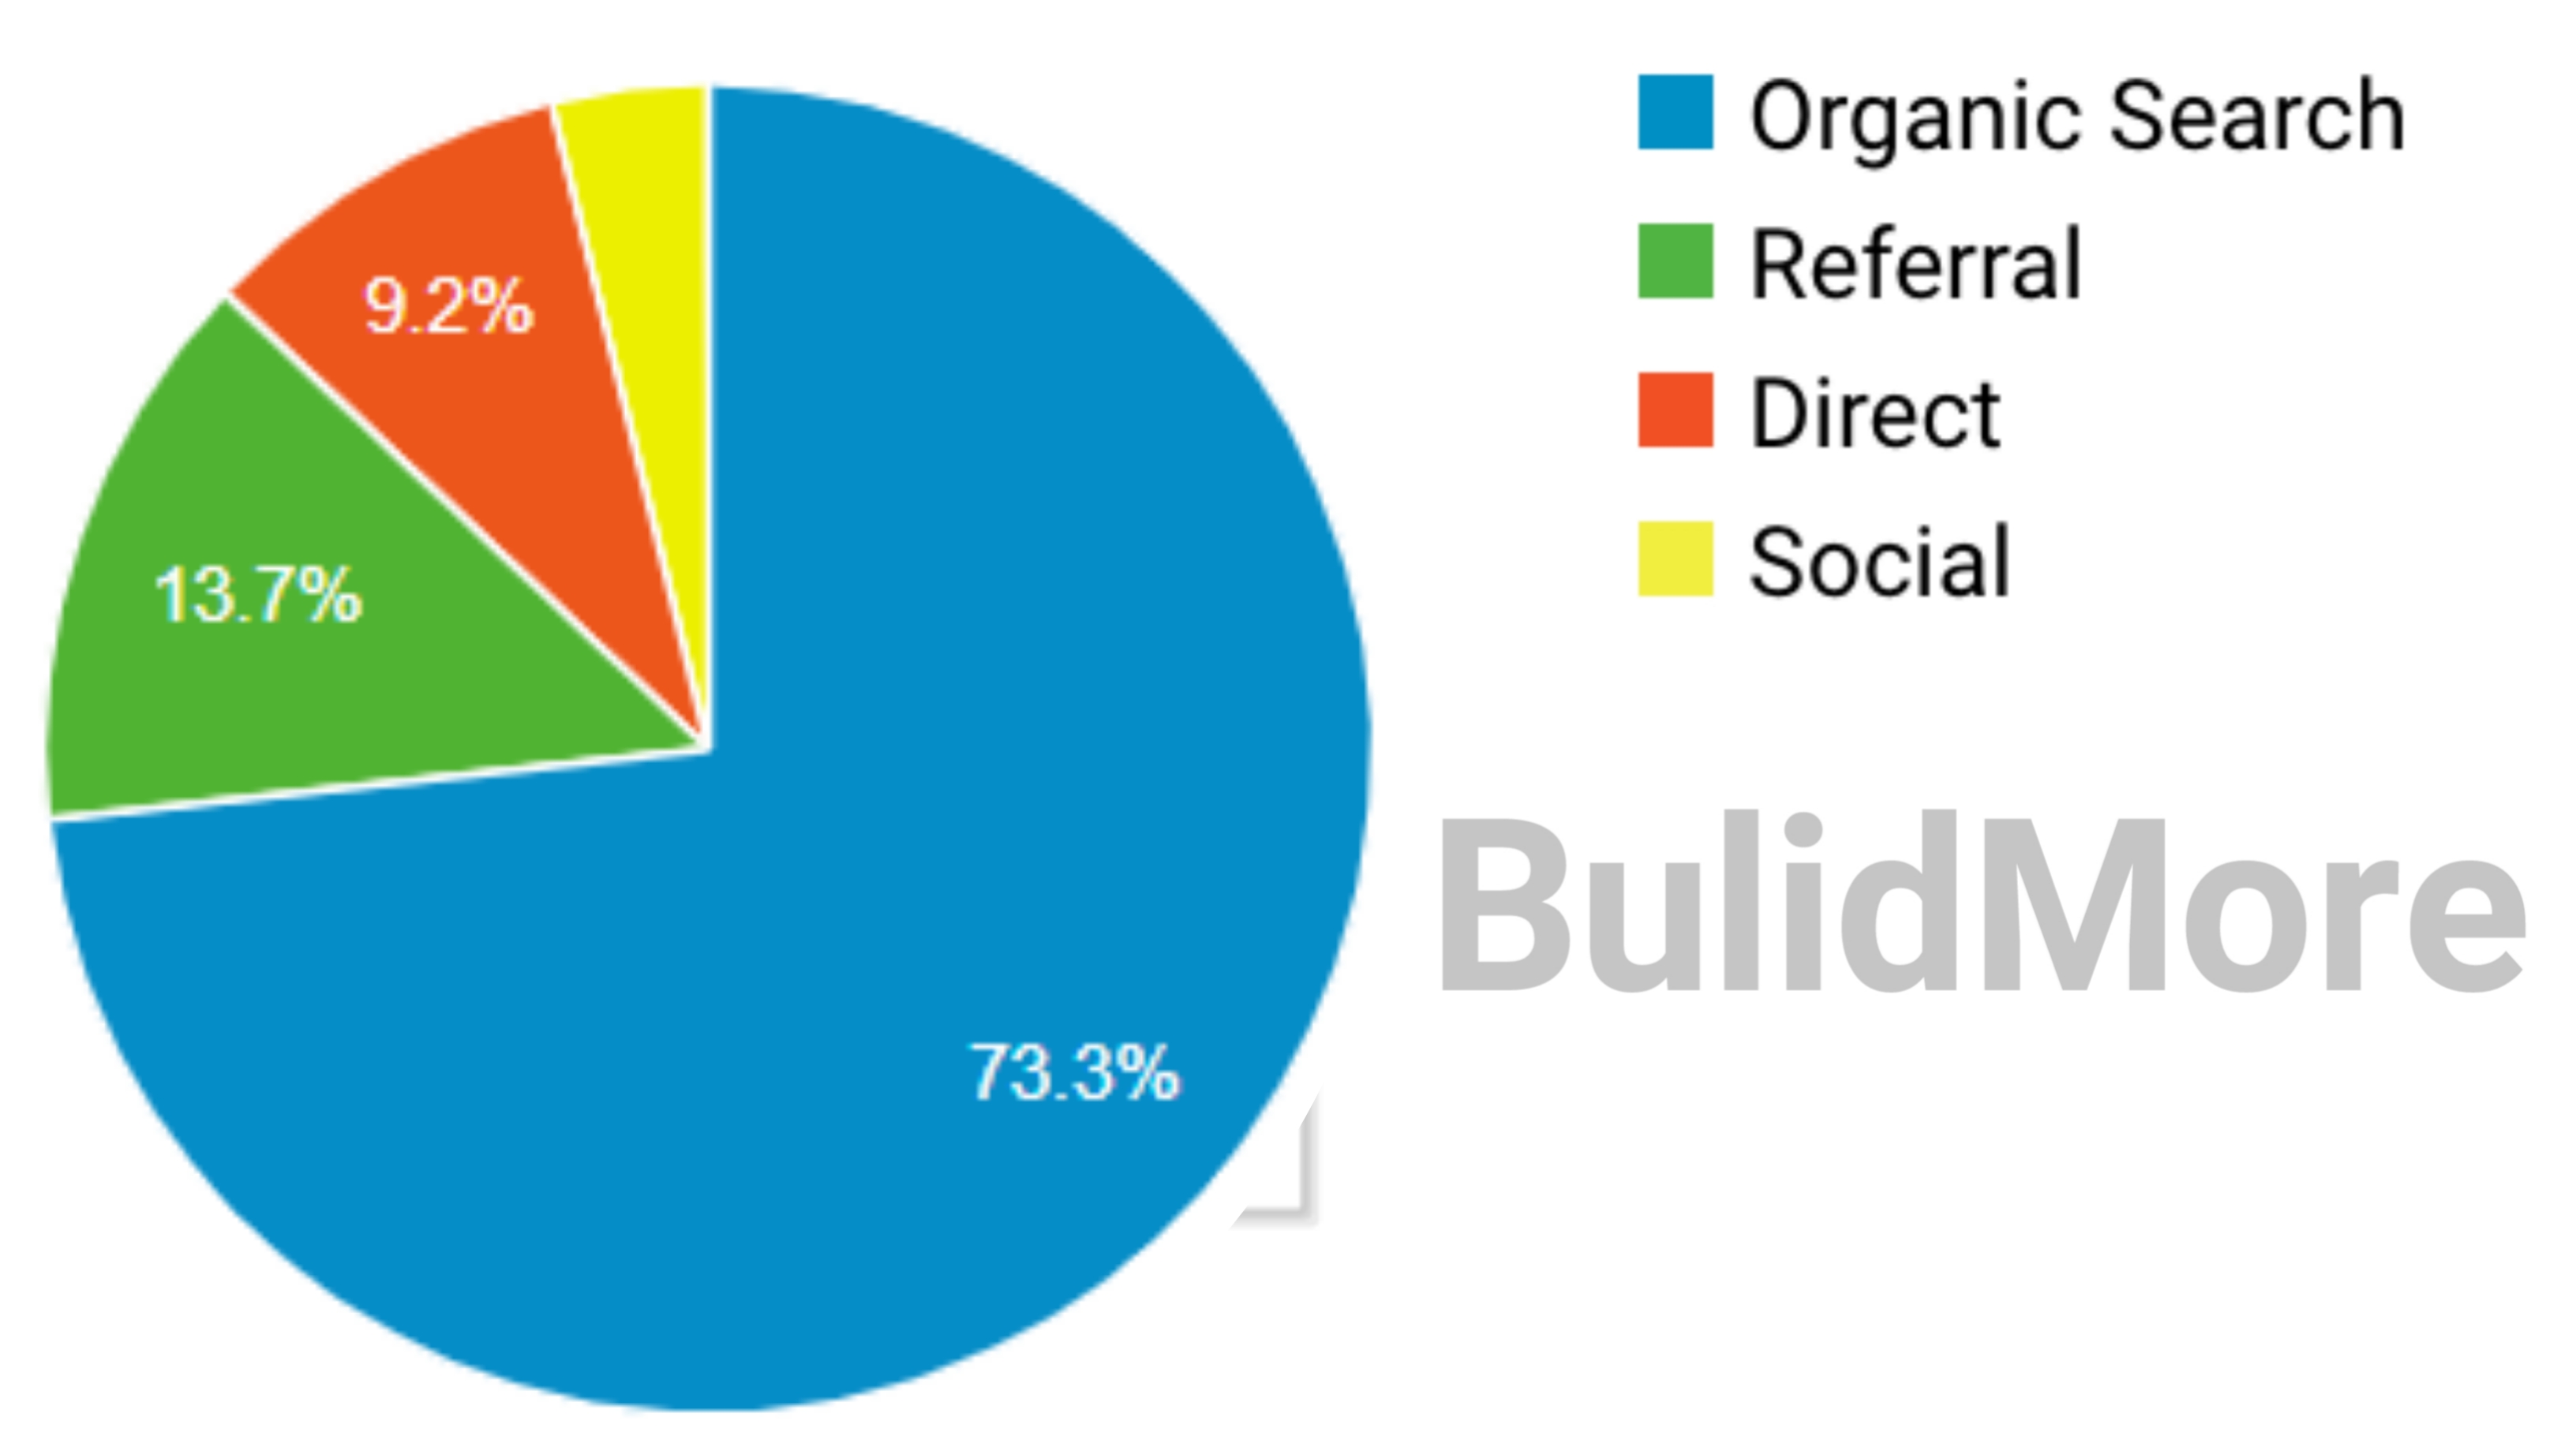 Organic Search
Referral
Direct
Social
9.2%
13.7%
73.3%
BulidMore